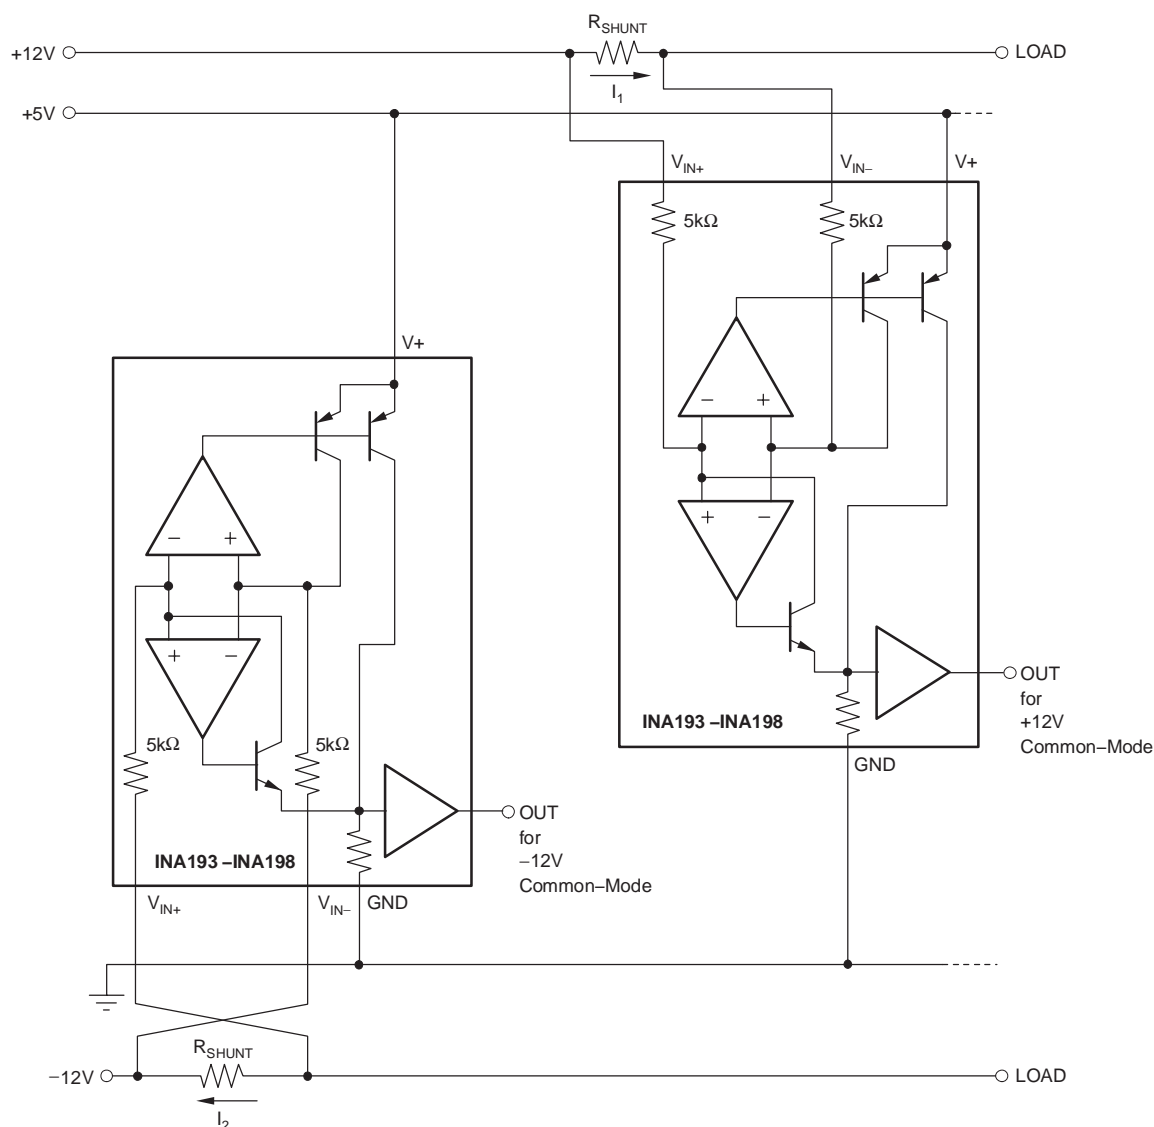 R_SHUNT
+12V
LOAD
I_1
+5V
V_IN+
V_IN–
V+
5kΩ
5kΩ
V+
–
+
+
–
–
+
+
–
OUT
for
+12V
Common–Mode
INA193 –INA198
GND
5kΩ
5kΩ
OUT
for
–12V
Common–Mode
INA193 –INA198
V_IN+
V_IN–
GND
R_SHUNT
–12V
LOAD
I_2